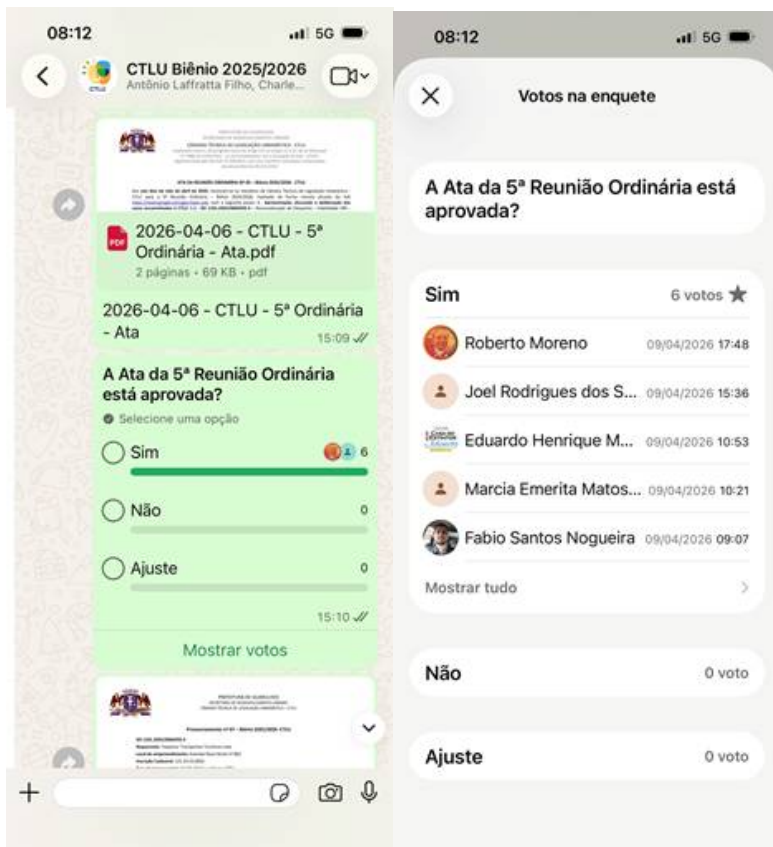 08:12
5G
CTLU Biênio 2025/2026
Antônio Laffratta Filho, Charle...
PDF
2026-04-06 - CTLU - 5ª
Ordinária - Ata.pdf
2 páginas • 69 KB • pdf
2026-04-06 - CTLU - 5ª Ordinária
- Ata
15:09
A Ata da 5ª Reunião Ordinária
está aprovada?
Selecione uma opção
Sim
6
Não
0
Ajuste
0
15:10
Mostrar votos
08:12
5G
Votos na enquete
A Ata da 5ª Reunião Ordinária está
aprovada?
Sim 6 votos
Roberto Moreno 09/04/2026 17:48
Joel Rodrigues dos S... 09/04/2026 15:36
Eduardo Henrique M... 09/04/2026 10:53
Marcia Emerita Matos... 09/04/2026 10:21
Fabio Santos Nogueira 09/04/2026 09:07
Mostrar tudo
Não 0 voto
Ajuste 0 voto